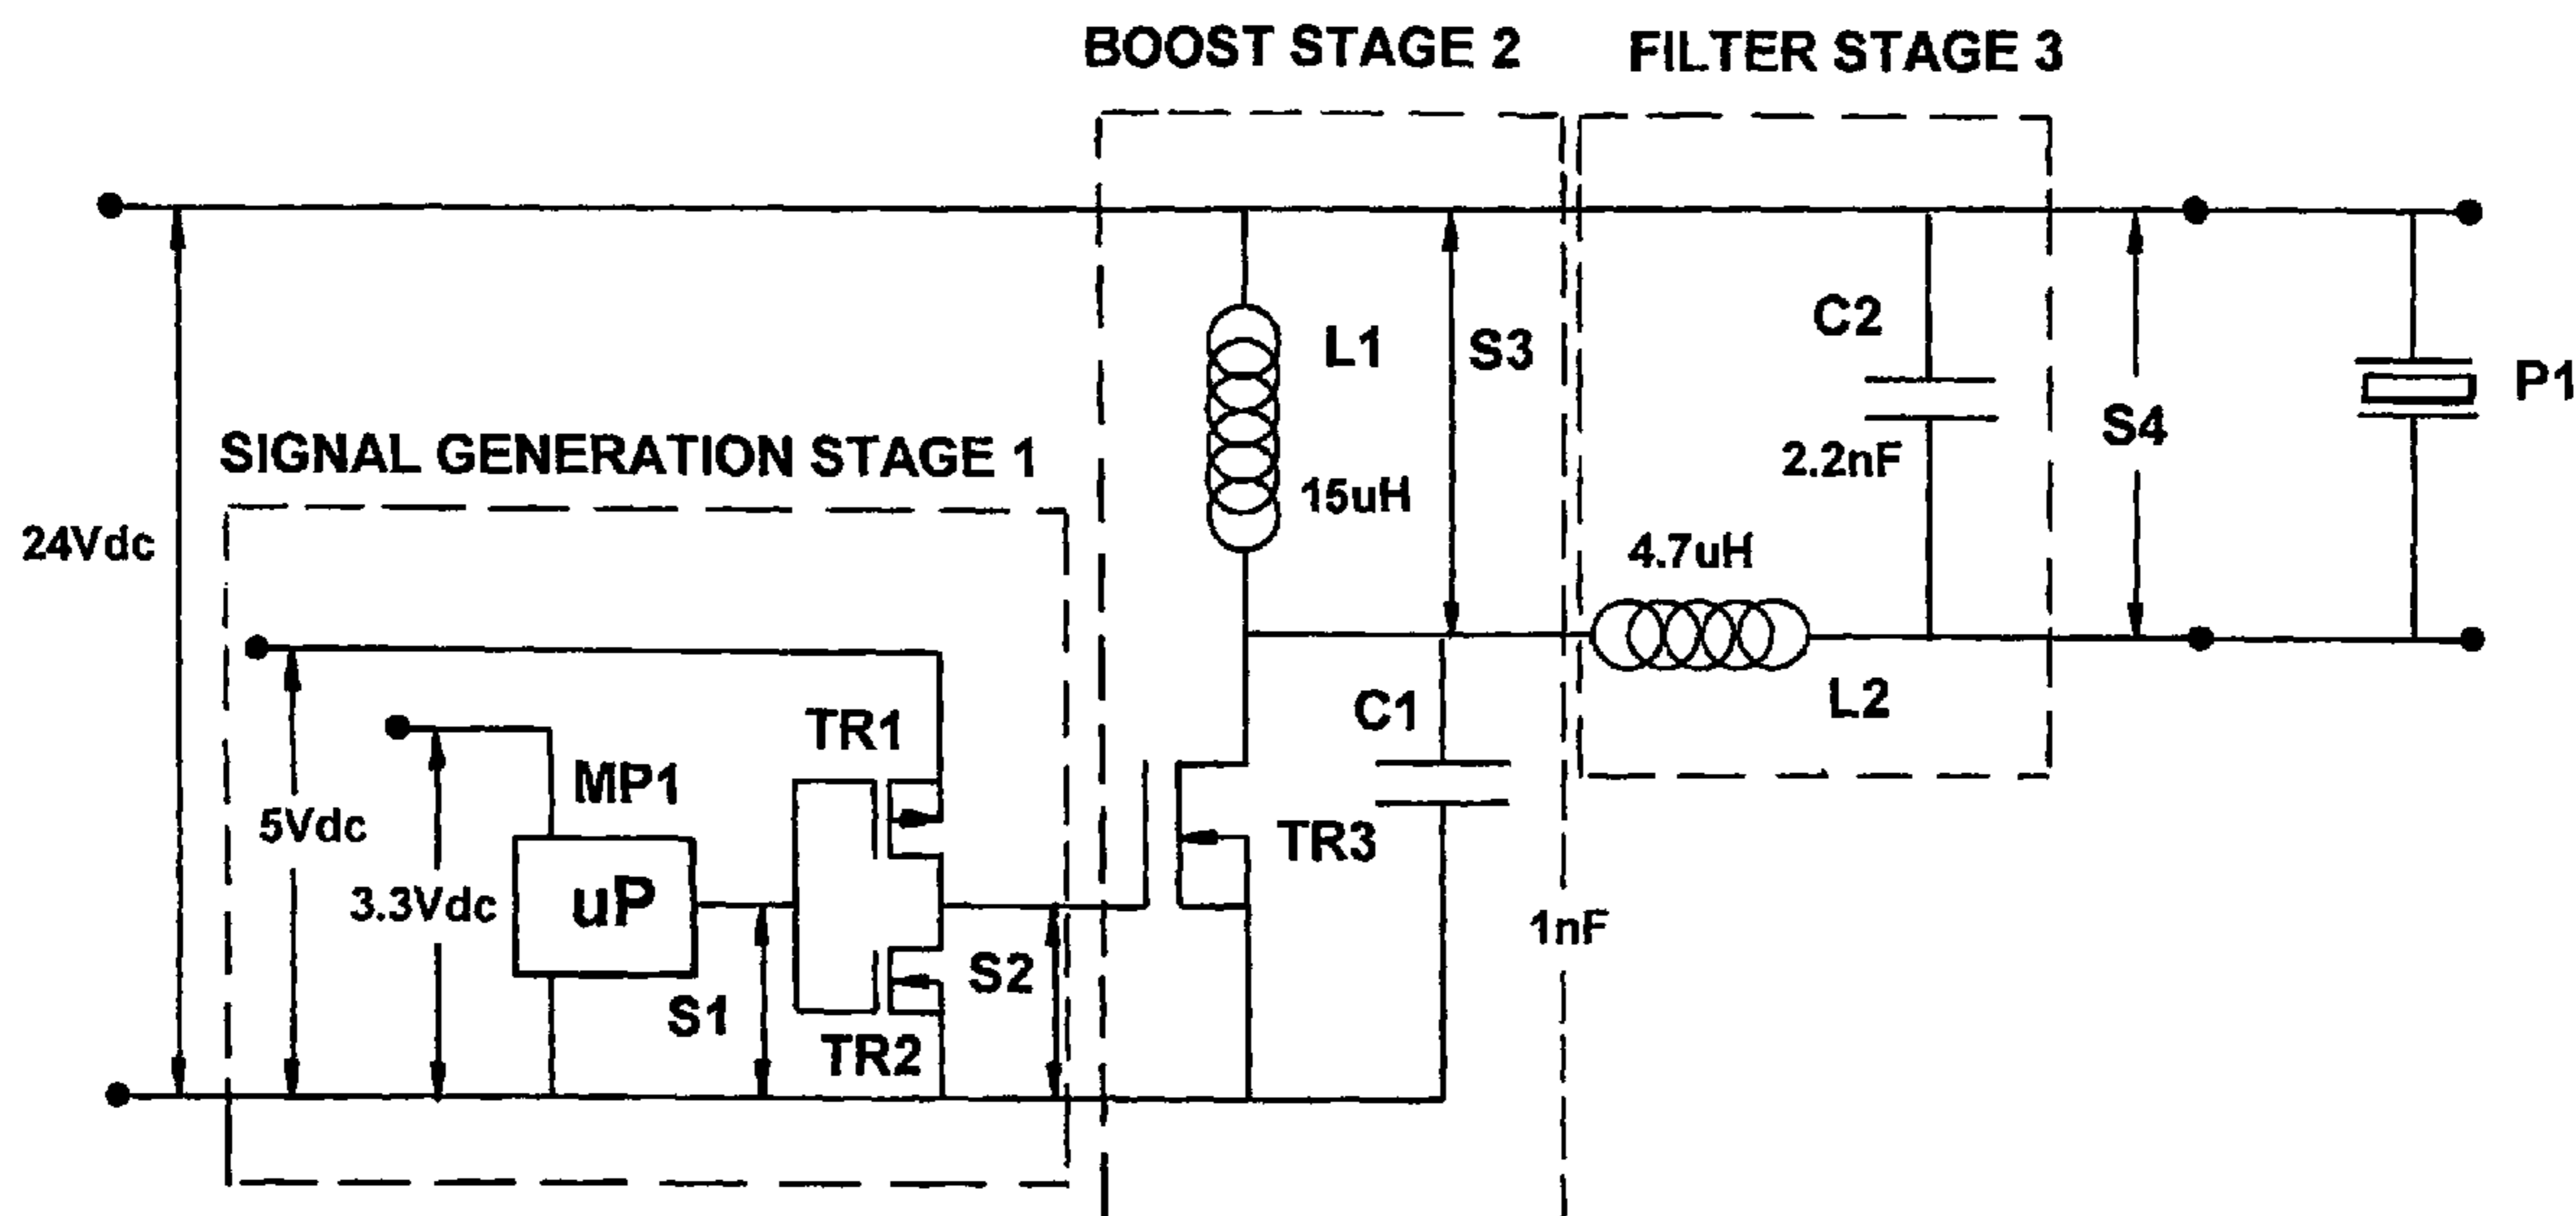 BOOST STAGE 2
FILTER STAGE 3
SIGNAL GENERATION STAGE 1
24Vdc
5Vdc
3.3Vdc
MP1
uP
TR1
TR2
S1
S2
L1
15uH
S3
TR3
C1
1nF
4.7uH
L2
C2
2.2nF
S4
P1